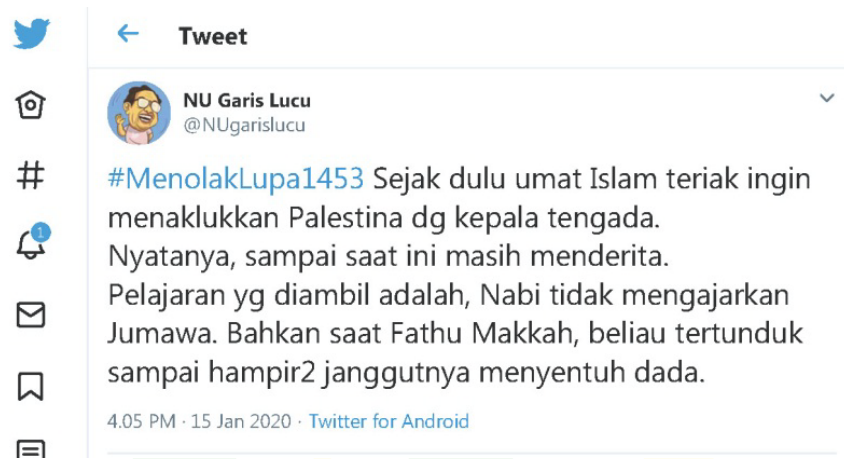 Tweet
NU Garis Lucu
@NUgarislucu
#MenolakLupa1453 Sejak dulu umat Islam teriak ingin
menaklukkan Palestina dg kepala tengada.
Nyatanya, sampai saat ini masih menderita.
Pelajaran yg diambil adalah, Nabi tidak mengajarkan
Jumawa. Bahkan saat Fathu Makkah, beliau tertunduk
sampai hampir2 janggutnya menyentuh dada.
4.05 PM · 15 Jan 2020 · Twitter for Android
1